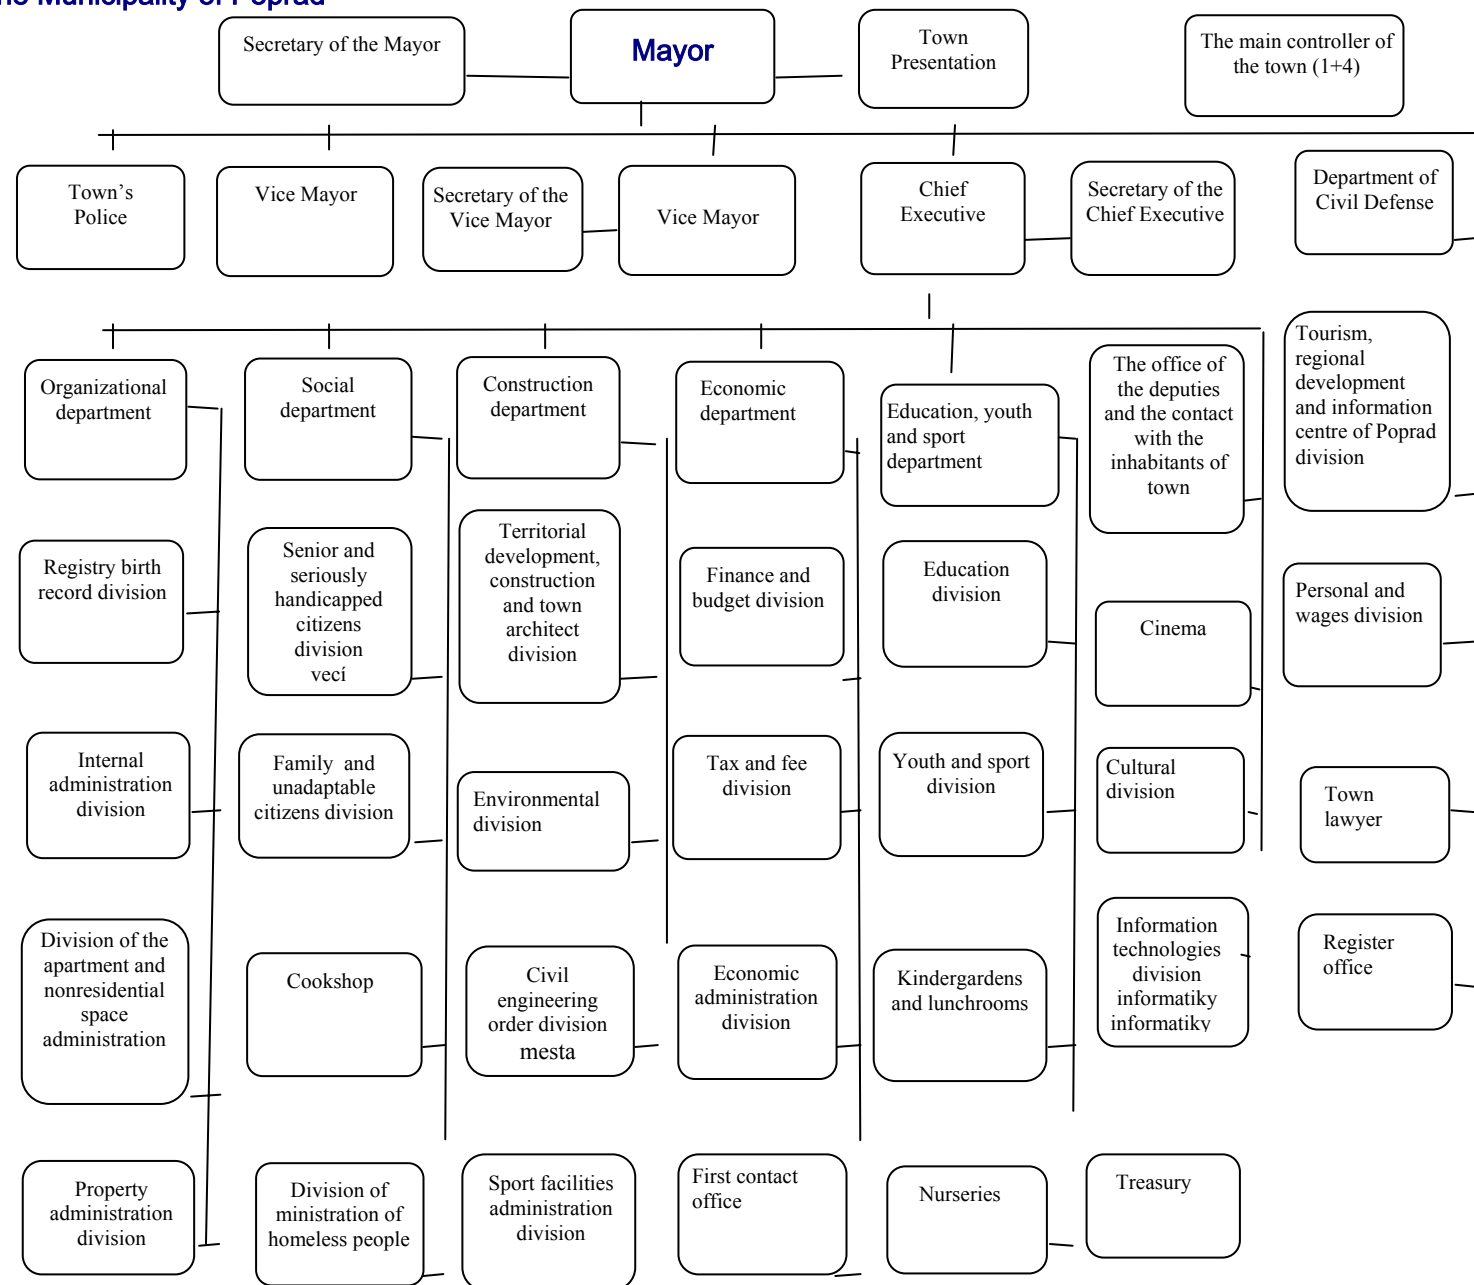 Municipality of Poprad
Secretary of the Mayor
Mayor
Town
Presentation
The main controller of
the town (1+4)
Town's
Police
Vice Mayor
Secretary of the
Vice Mayor
Vice Mayor
Chief
Executive
Secretary of the
Chief Executive
Department of
Civil Defense
Organizational
department
Social
department
Construction
department
Economic
department
Education, youth
and sport
department
The office of
the deputies
and the contact
with the
inhabitants of
town
Tourism,
regional
development
and information
centre of Poprad
division
Registry birth
record division
Senior and
seriously
handicapped
citizens
division
vecí
Territorial
development,
construction
and town
architect
division
Finance and
budget division
Education
division
Cinema
Personal and
wages division
Internal
administration
division
Family and
unadaptable
citizens division
Environmental
division
Tax and fee
division
Youth and sport
division
Cultural
division
Town
lawyer
Division of the
apartment and
nonresidential
space
administration
Cookshop
Civil
engineering
order division
mesta
Economic
administration
division
Kindergardens
and lunchrooms
Information
technologies
division
informatiky
informatiky
Register
office
Property
administration
division
Division of
ministration of
homeless people
Sport facilities
administration
division
First contact
office
Nurseries
Treasury